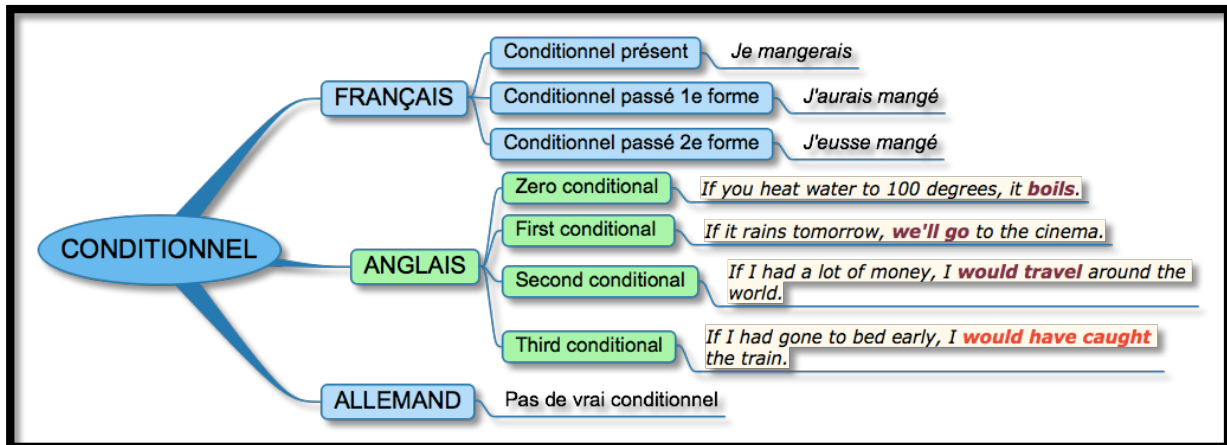 CONDITIONNEL
FRANÇAIS
Conditionnel présent
Je mangerais
Conditionnel passé 1e forme
J'aurais mangé
Conditionnel passé 2e forme
J'eusse mangé
ANGLAIS
Zero conditional
If you heat water to 100 degrees, it boils.
First conditional
If it rains tomorrow, we'll go to the cinema.
Second conditional
If I had a lot of money, I would travel around the
world.
Third conditional
If I had gone to bed early, I would have caught
the train.
ALLEMAND
Pas de vrai conditionnel